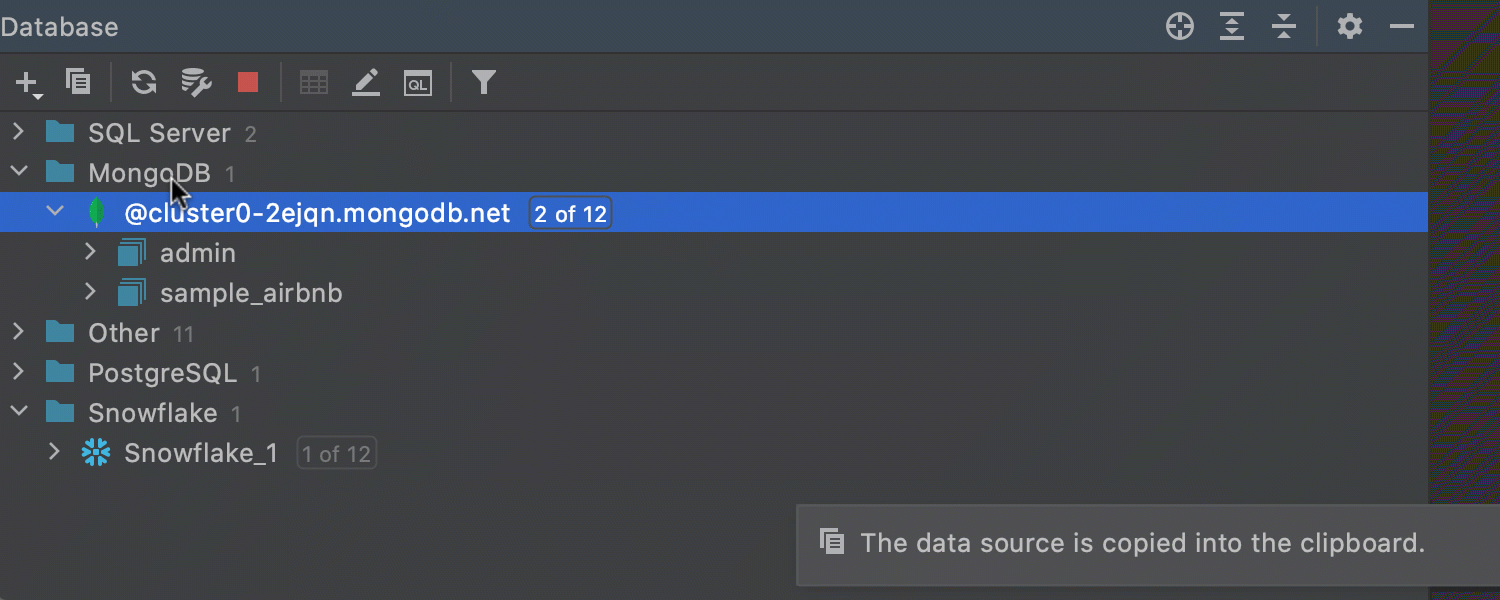 Database
QL
SQL Server 2
MongoDB 1
@cluster0-2ejqn.mongodb.net 2 of 12
admin
sample_airbnb
Other 11
PostgreSQL 1
Snowflake 1
Snowflake_1 1 of 12
The data source is copied into the clipboard.